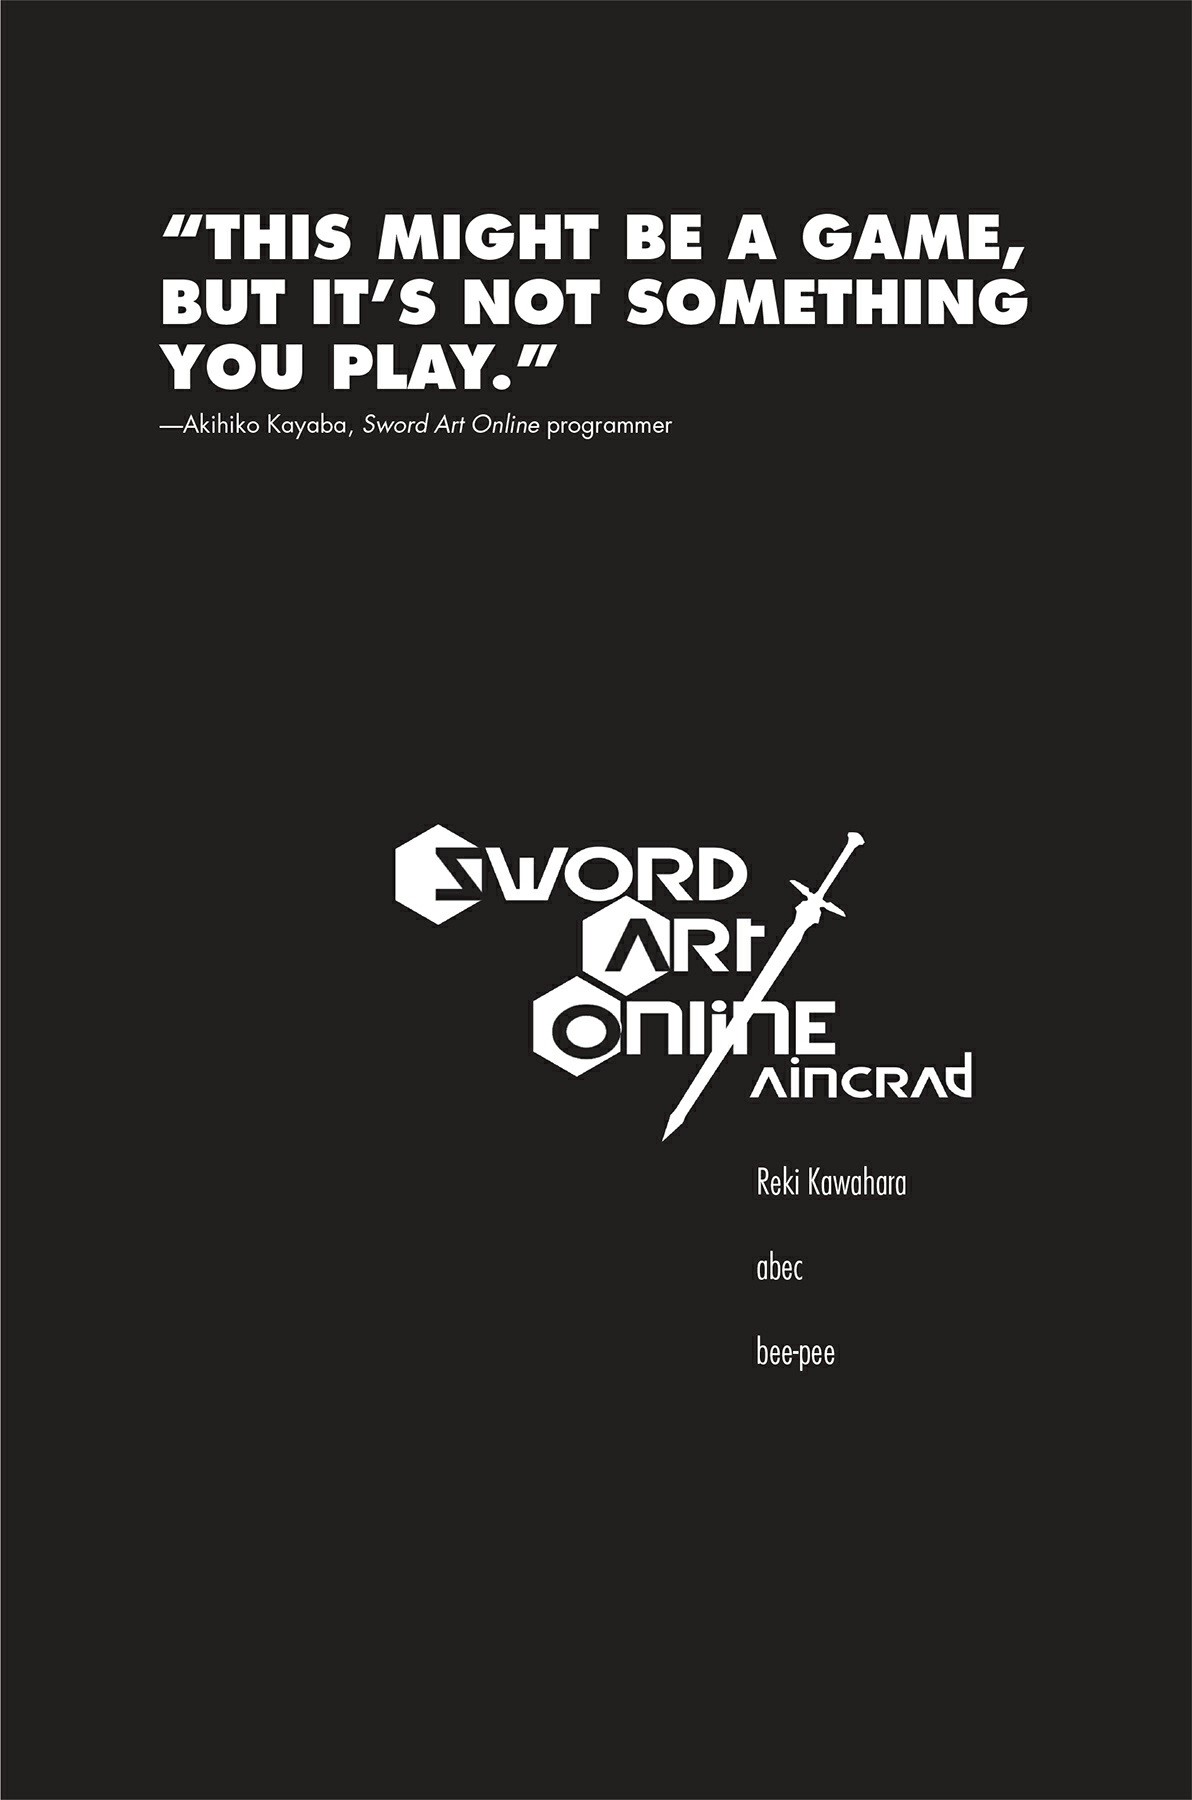 “THIS MIGHT BE A GAME,
BUT IT’S NOT SOMETHING
YOU PLAY.”
—Akihiko Kayaba, Sword Art Online programmer
SWORD
ART
ONLINE
AINCRAD
Reki Kawahara
abec
bee-pee